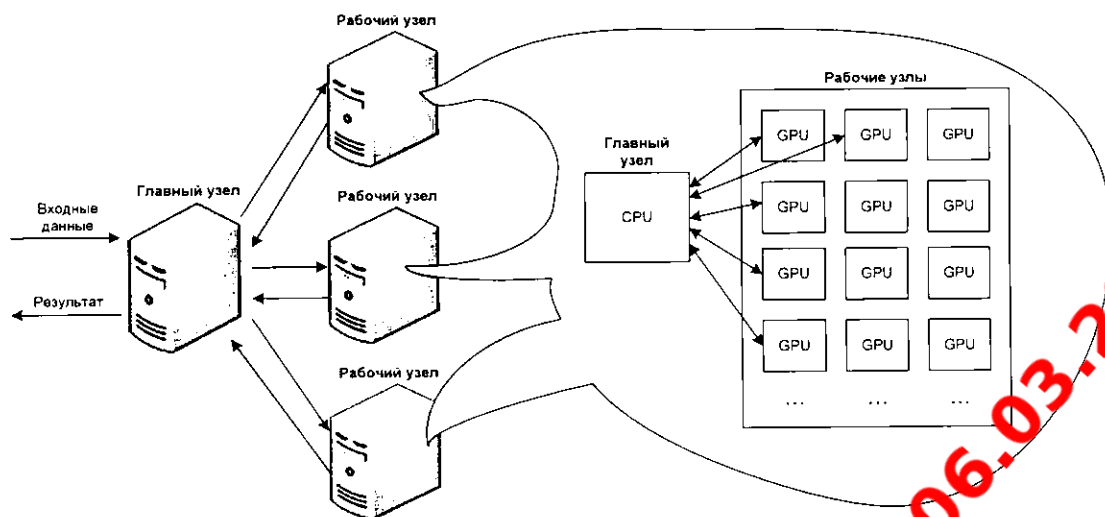 Рабочий узел
Рабочие узлы
GPU GPU GPU
Главный
узел
Главный узел
Рабочий узел
CPU
GPU GPU GPU
Входные
данные
GPU GPU GPU
Результат
GPU GPU GPU
Рабочий узел
... ... ...
06.03.2